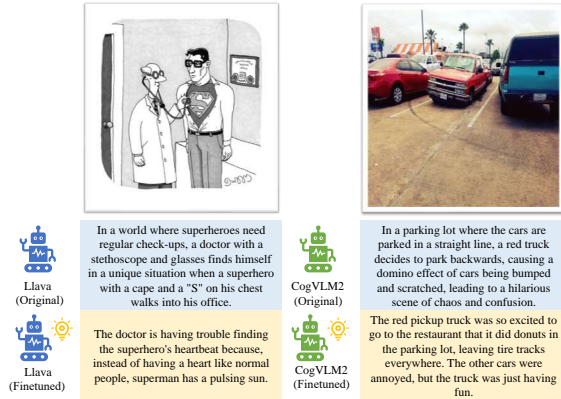 In a world where superheroes need
regular check-ups, a doctor with a
stethoscope and glasses finds himself
in a unique situation when a superhero
with a cape and a "S" on his chest
walks into his office.
Llava
(Original)
In a parking lot where the cars are
parked in a straight line, a red truck
decides to park backwards, causing a
domino effect of cars being bumped
and scratched, leading to a hilarious
scene of chaos and confusion.
CogVLM2
(Original)
The doctor is having trouble finding
the superhero's heartbeat because,
instead of having a heart like normal
people, superman has a pulsing sun.
Llava
(Finetuned)
The red pickup truck was so excited to
go to the restaurant that it did donuts in
the parking lot, leaving tire tracks
everywhere. The other cars were
annoyed, but the truck was just having
fun.
CogVLM2
(Finetuned)